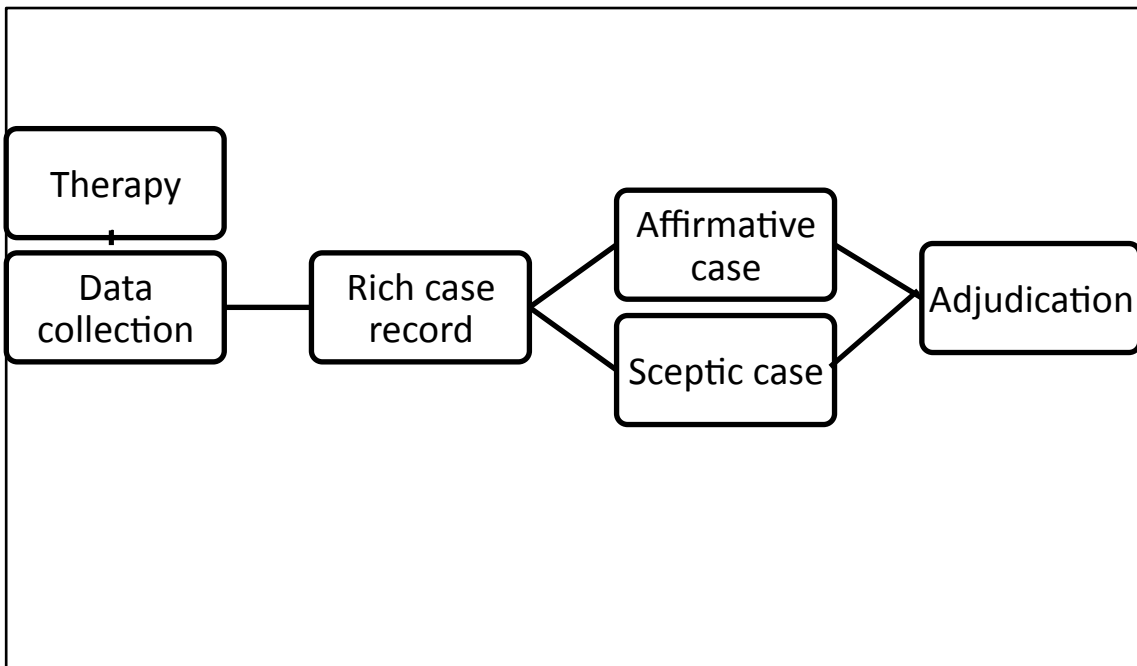 Therapy
Data
collection
Rich case
record
Affirmative
case
Sceptic case
Adjudication